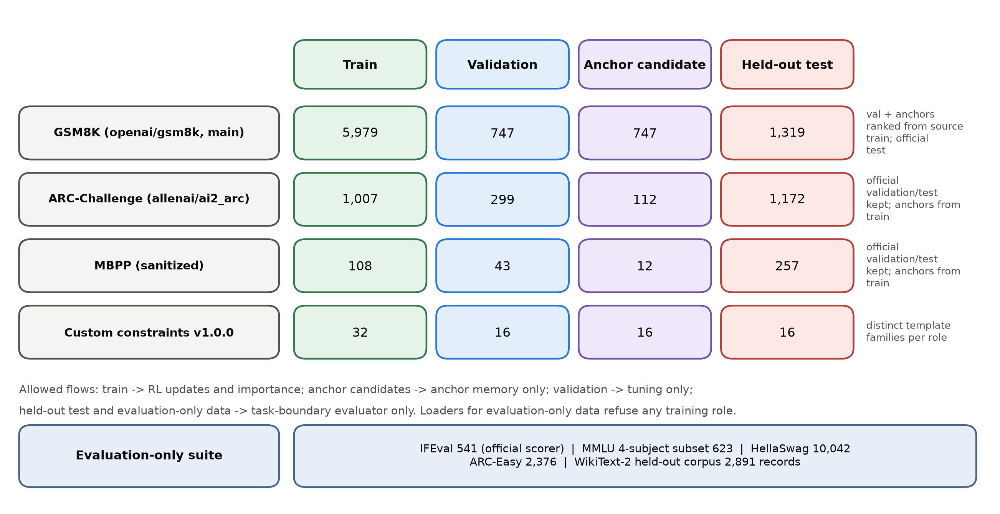 Train
Validation
Anchor candidate
Held-out test
GSM8K (openai/gsm8k, main)
5,979
747
747
1,319
val + anchors
ranked from source
train; official
test
ARC-Challenge (allenai/ai2_arc)
1,007
299
112
1,172
official
validation/test
kept; anchors from
train
MBPP (sanitized)
108
43
12
257
official
validation/test
kept; anchors from
train
Custom constraints v1.0.0
32
16
16
16
distinct template
families per role
Allowed flows: train -> RL updates and importance; anchor candidates -> anchor memory only; validation -> tuning only;
held-out test and evaluation-only data -> task-boundary evaluator only. Loaders for evaluation-only data refuse any training role.
Evaluation-only suite
IFEval 541 (official scorer) | MMLU 4-subject subset 623 | HellaSwag 10,042
ARC-Easy 2,376 | WikiText-2 held-out corpus 2,891 records